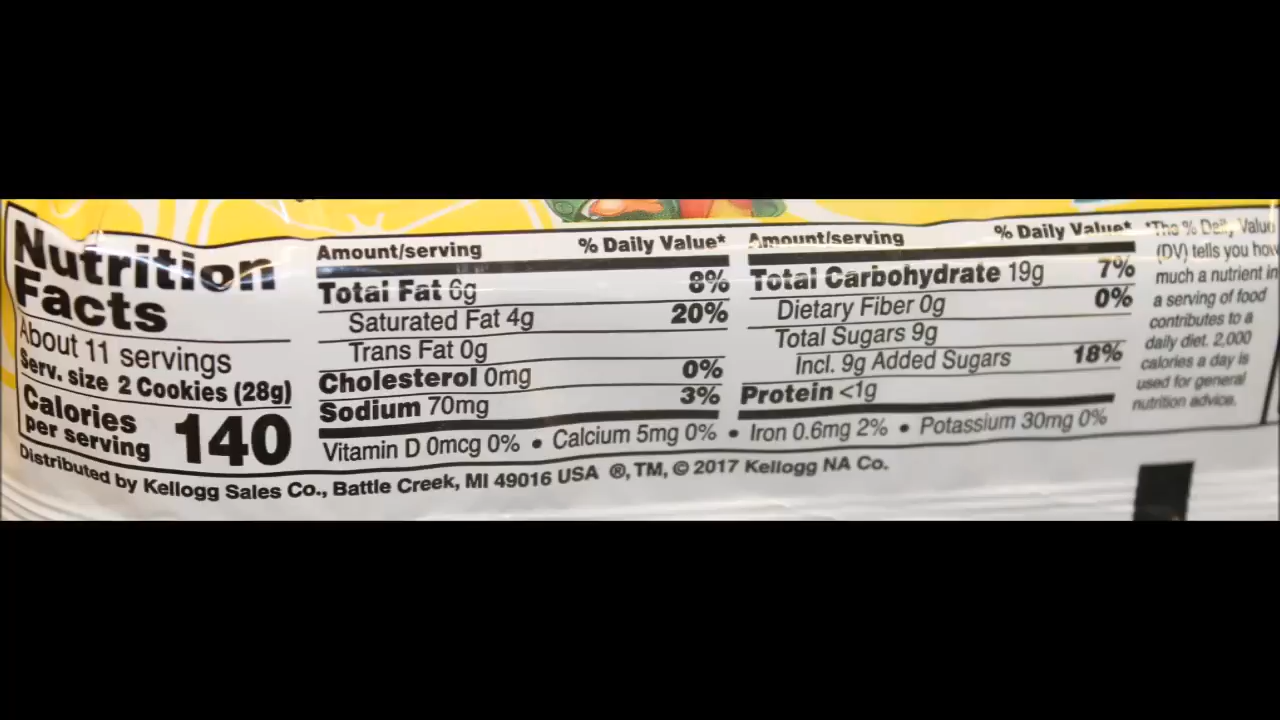 Nutrition
Facts
About 11 servings
Serv. size 2 Cookies (28g)
Calories
per serving 140
Amount/serving % Daily Value*
Total Fat 6g 8%
Saturated Fat 4g 20%
Trans Fat 0g
Cholesterol 0mg 0%
Sodium 70mg 3%
Amount/serving % Daily Value*
Total Carbohydrate 19g 7%
Dietary Fiber 0g 0%
Total Sugars 9g
Incl. 9g Added Sugars 18%
Protein <1g
Vitamin D 0mcg 0% • Calcium 5mg 0% • Iron 0.6mg 2% • Potassium 30mg 0%
*The % Daily Value
(DV) tells you how
much a nutrient in
a serving of food
contributes to a
daily diet. 2,000
calories a day is
used for general
nutrition advice.
Distributed by Kellogg Sales Co., Battle Creek, MI 49016 USA ®, TM, © 2017 Kellogg NA Co.